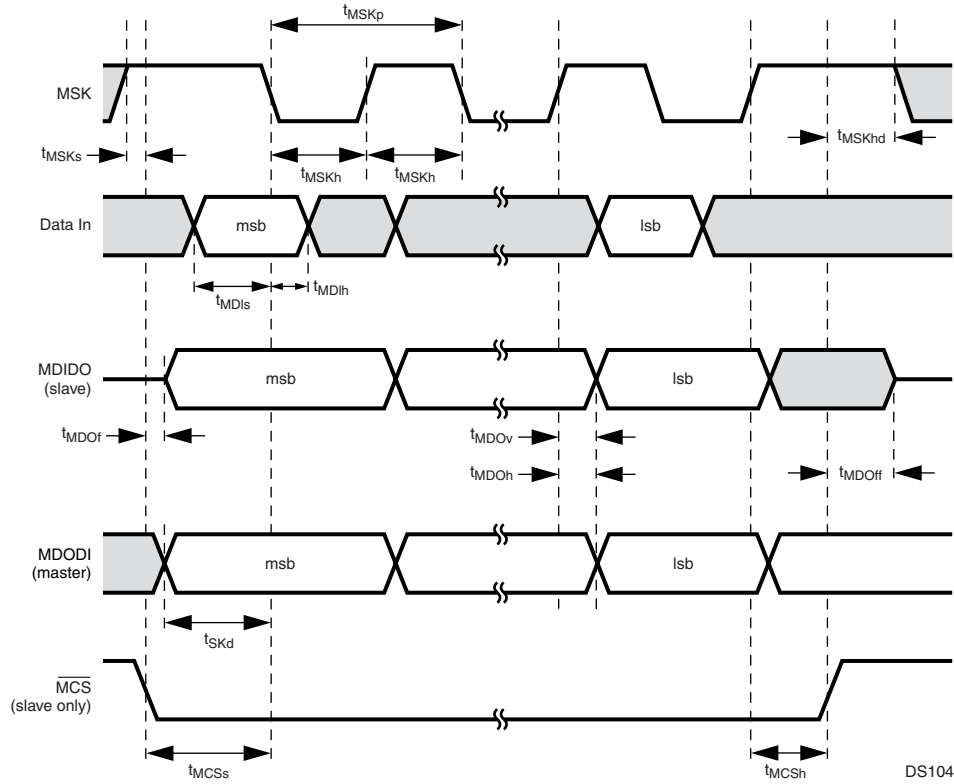 tMSKp
MSK
tMSKs
tMSKh
tMSKh
tMSKhd
Data In
msb
lsb
tMDIs
tMDIh
MDIDO
(slave)
msb
lsb
tMDOf
tMDOv
tMDOh
tMDOff
MDODI
(master)
msb
lsb
tSKd
MCS
(slave only)
tMCSs
tMCSh
DS104